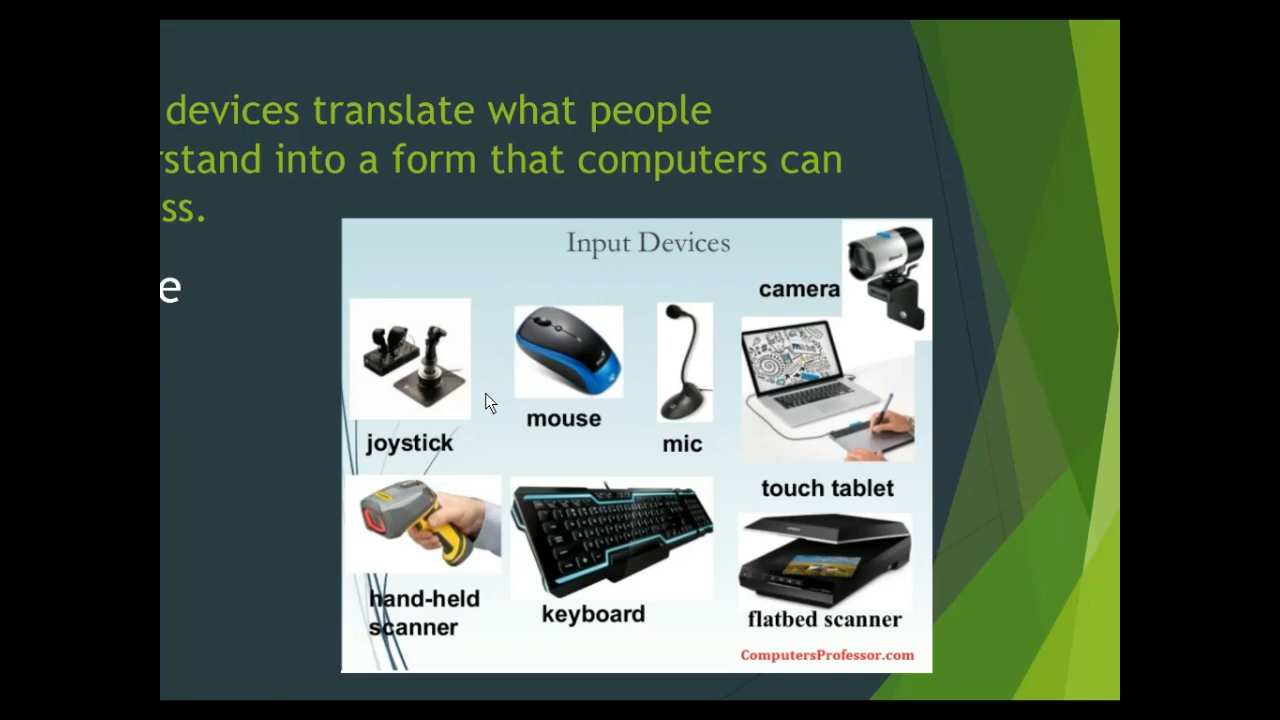 devices translate what people
rstand into a form that computers can
ss.
e
Input Devices
camera
joystick
mouse
mic
touch tablet
hand-held
scanner
keyboard
flatbed scanner
ComputersProfessor.com